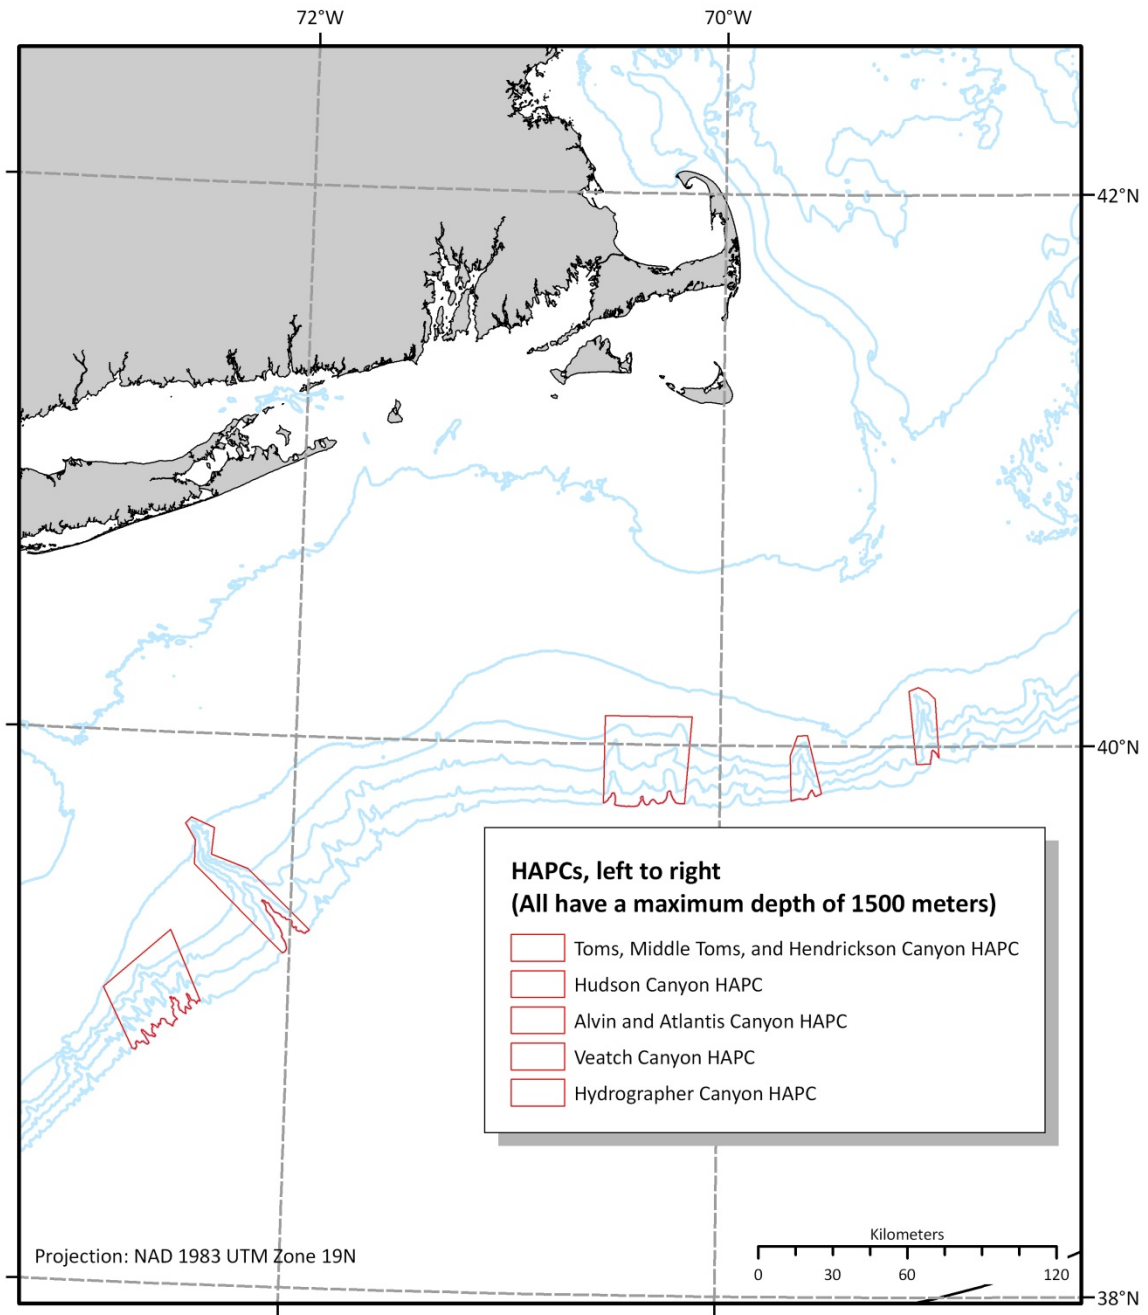 72°W 70°W
42°N
40°N
HAPCs, left to right
(All have a maximum depth of 1500 meters)
Toms, Middle Toms, and Hendrickson Canyon HAPC
Hudson Canyon HAPC
Alvin and Atlantis Canyon HAPC
Veatch Canyon HAPC
Hydrographer Canyon HAPC
Projection: NAD 1983 UTM Zone 19N
Kilometers
0 30 60 120
38°N